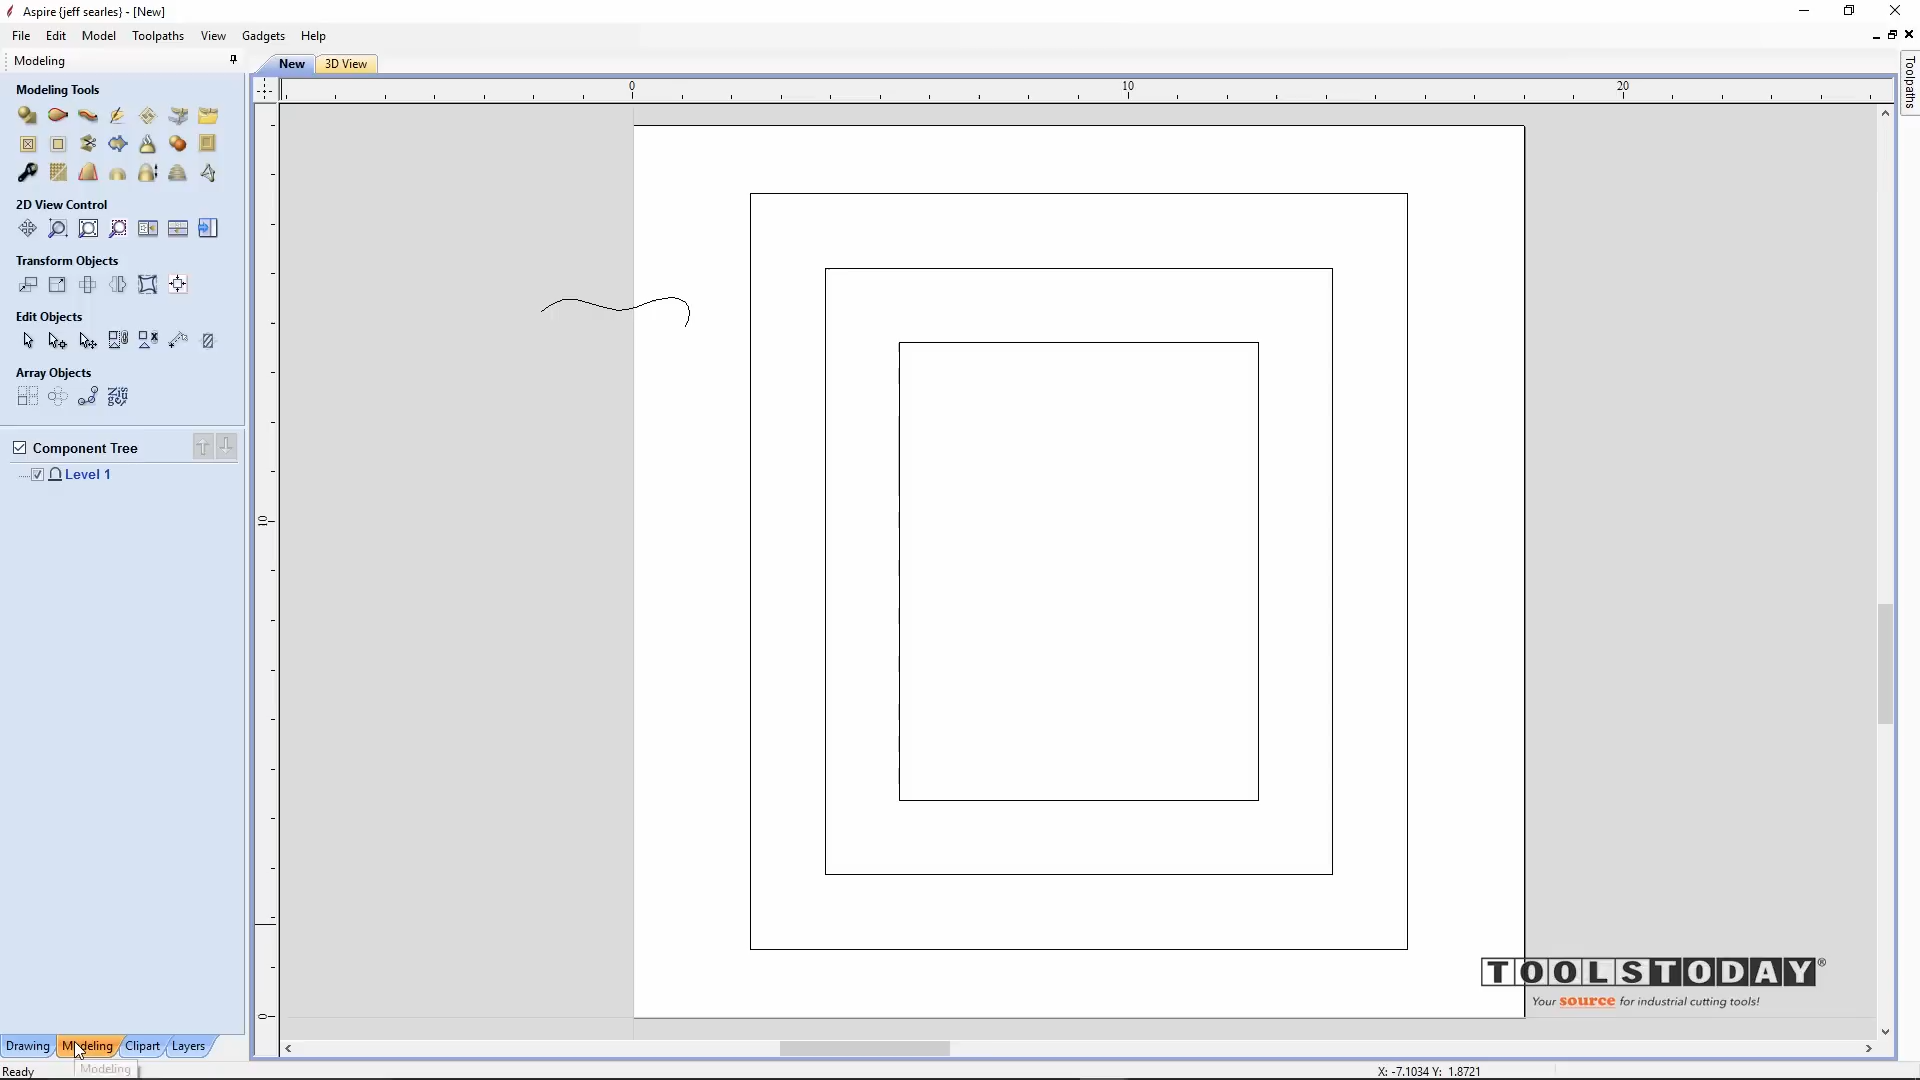 Aspire {jeff searles} - [New]
File Edit Model Toolpaths View Gadgets Help
Modeling
New 3D View
Toolpaths
Modeling Tools
0 10 20
2D View Control
Transform Objects
Edit Objects
Array Objects
Component Tree
Level 1
10
0
TOOLSTODAY®
Your source for industrial cutting tools!
Drawing Modeling Clipart Layers
Modeling
Ready
X: -7.1034 Y: 1.8721